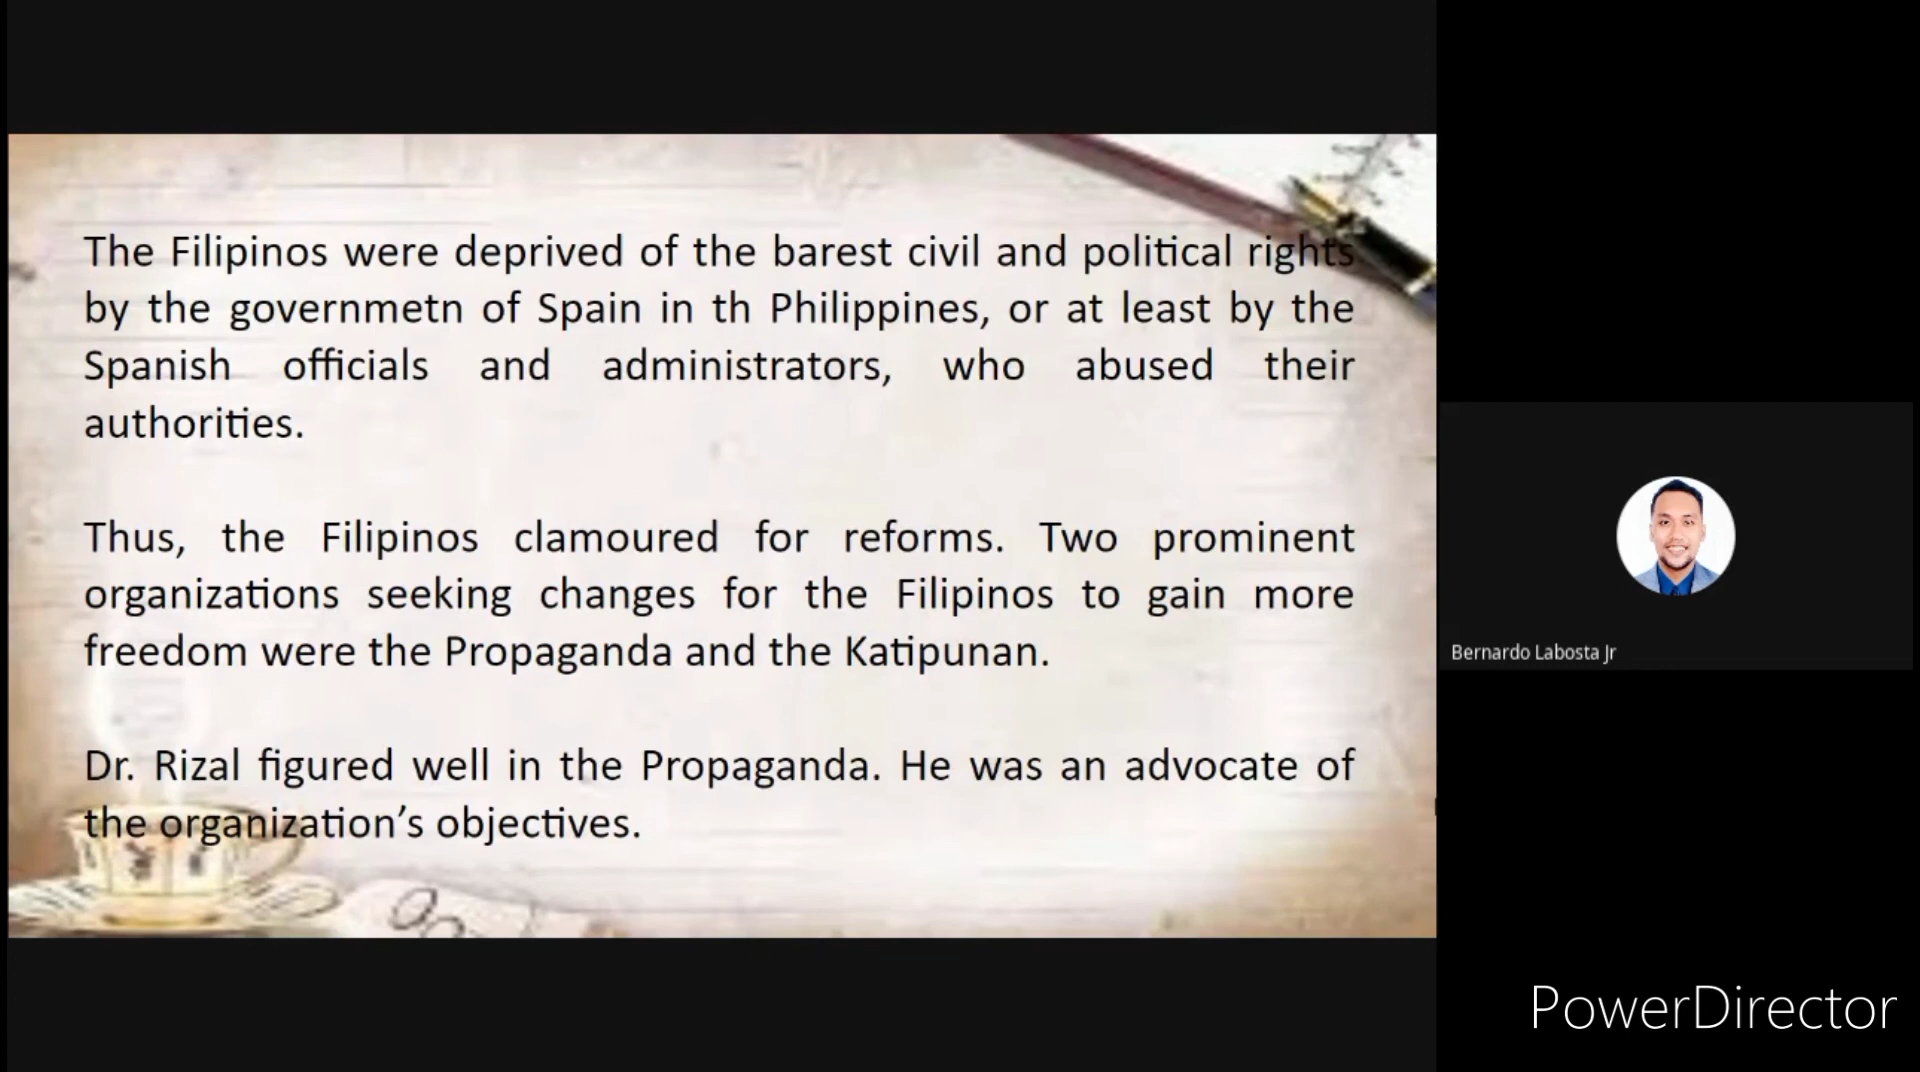 The Filipinos were deprived of the barest civil and political rights
by the governmetn of Spain in th Philippines, or at least by the
Spanish officials and administrators, who abused their
authorities.
Thus, the Filipinos clamoured for reforms. Two prominent
organizations seeking changes for the Filipinos to gain more
freedom were the Propaganda and the Katipunan.
Dr. Rizal figured well in the Propaganda. He was an advocate of
the organization’s objectives.
Bernardo Labosta Jr
PowerDirector